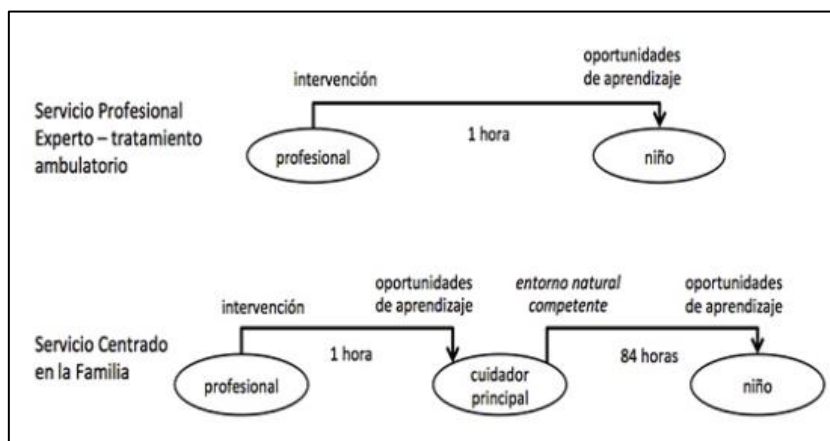 intervención
oportunidades
de aprendizaje
Servicio Profesional
Experto – tratamiento
ambulatorio
1 hora
profesional
niño
intervención
oportunidades
de aprendizaje
entorno natural
competente
oportunidades
de aprendizaje
Servicio Centrado
en la Familia
1 hora
84 horas
profesional
cuidador
principal
niño